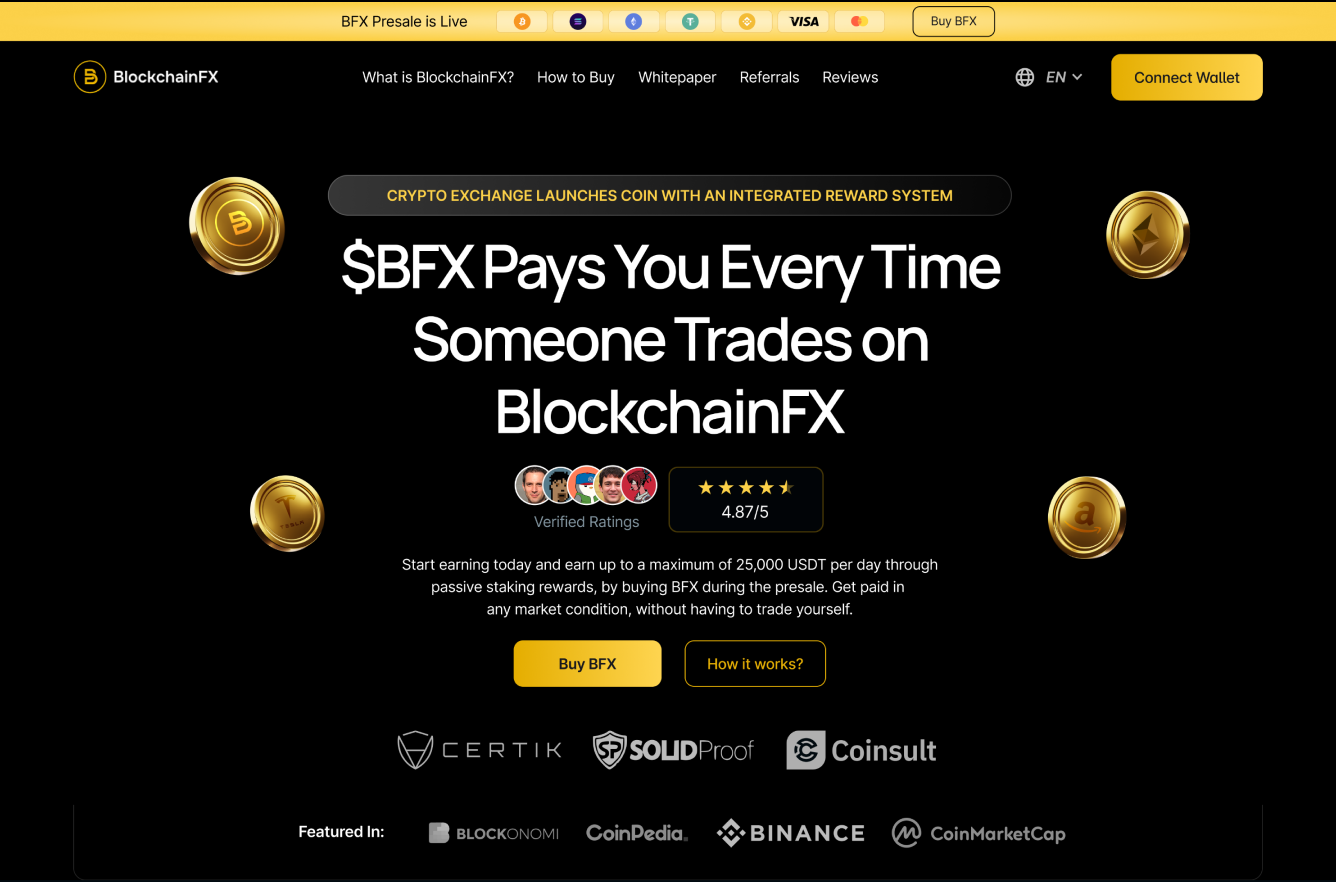 BFX Presale is Live VISA Buy BFX
BlockchainFX What is BlockchainFX? How to Buy Whitepaper Referrals Reviews EN Connect Wallet
CRYPTO EXCHANGE LAUNCHES COIN WITH AN INTEGRATED REWARD SYSTEM
$BFX Pays You Every Time
Someone Trades on
BlockchainFX
4.87/5
Verified Ratings
TESLA
Start earning today and earn up to a maximum of 25,000 USDT per day through
passive staking rewards, by buying BFX during the presale. Get paid in
any market condition, without having to trade yourself.
Buy BFX How it works?
CERTIK SP SOLIDProof Coinsult
Featured In: BLOCKONOMI CoinPedia BINANCE CoinMarketCap